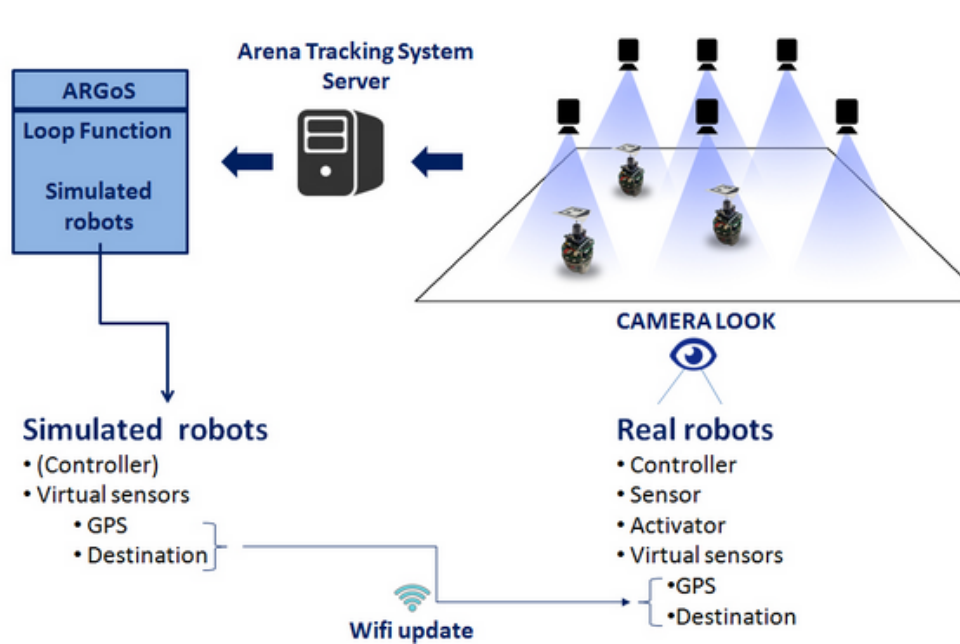 Arena Tracking System
Server
ARGoS
Loop Function
Simulated
robots
CAMERA LOOK
Simulated robots
• (Controller)
• Virtual sensors
• GPS
• Destination
Real robots
• Controller
• Sensor
• Activator
• Virtual sensors
•GPS
•Destination
Wifi update